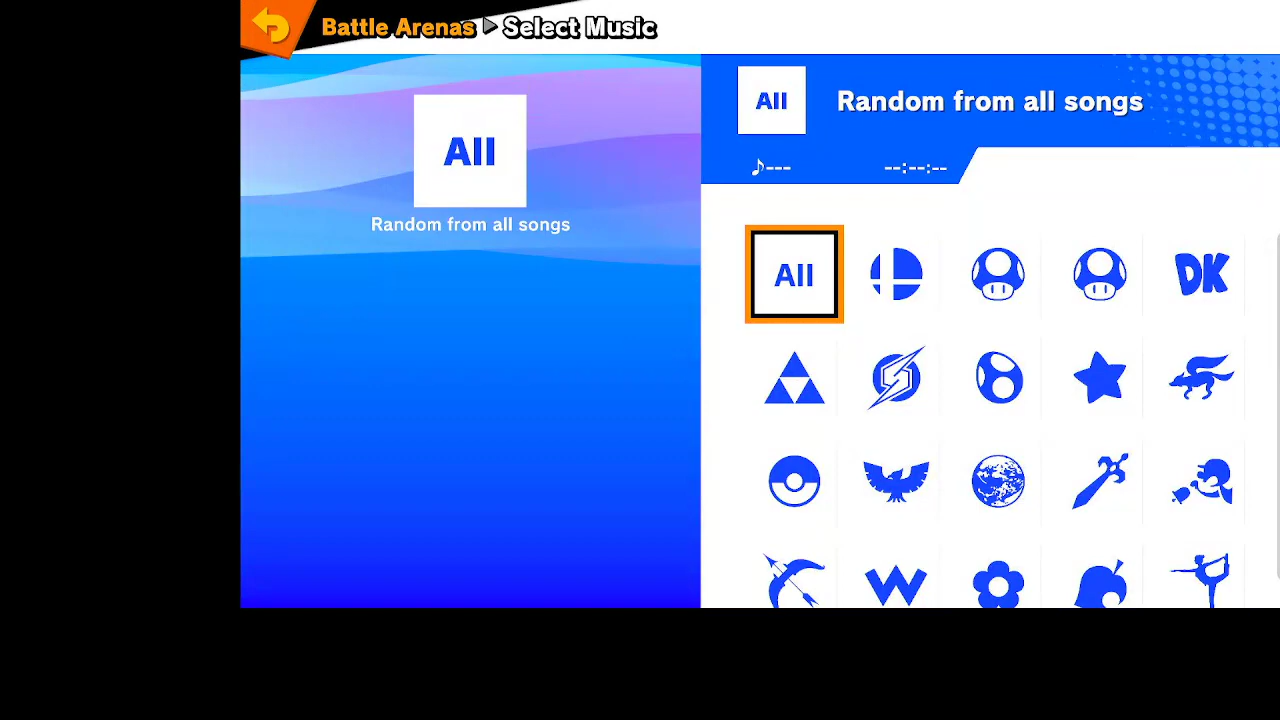 Battle Arenas ▶ Select Music
All
Random from all songs
All
Random from all songs
♪--- --:--:--
All
DK